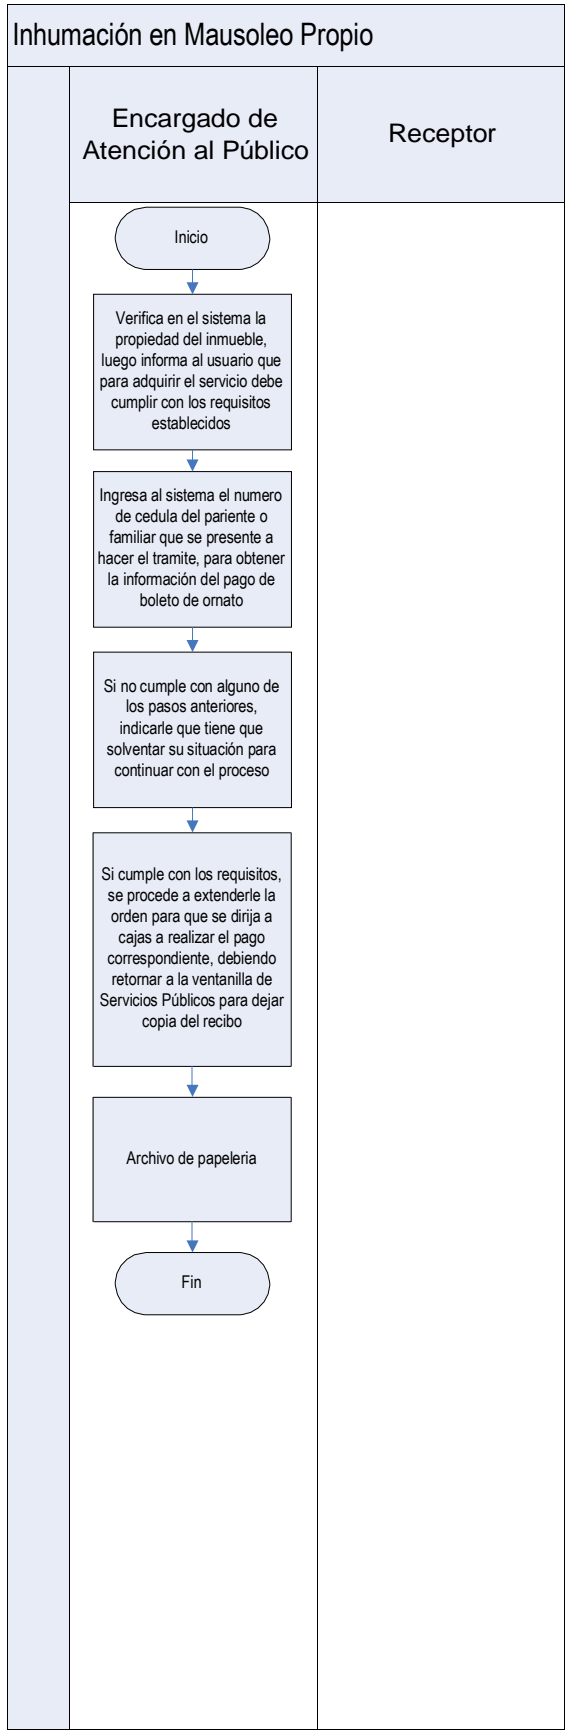 Inhumación en Mausoleo Propio
Encargado de
Atención al Público
Receptor
Inicio
Verifica en el sistema la
propiedad del inmueble,
luego informa al usuario que
para adquirir el servicio debe
cumplir con los requisitos
establecidos
Ingresa al sistema el numero
de cedula del pariente o
familiar que se presente a
hacer el tramite, para obtener
la información del pago de
boleto de ornato
Si no cumple con alguno de
los pasos anteriores,
indicarle que tiene que
solventar su situación para
continuar con el proceso
Si cumple con los requisitos,
se procede a extenderle la
orden para que se dirija a
cajas a realizar el pago
correspondiente, debiendo
retornar a la ventanilla de
Servicios Públicos para dejar
copia del recibo
Archivo de papeleria
Fin